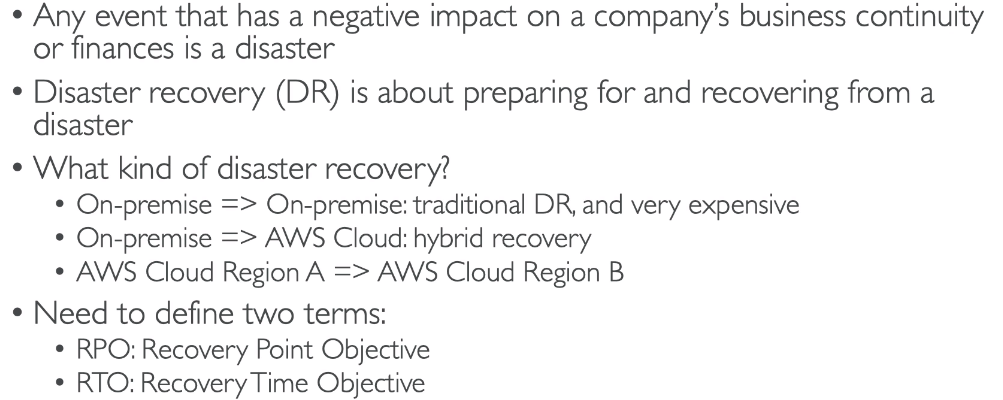 • Any event that has a negative impact on a company's business continuity
or finances is a disaster
• Disaster recovery (DR) is about preparing for and recovering from a
disaster
• What kind of disaster recovery?
• On-premise => On-premise: traditional DR, and very expensive
• On-premise => AWS Cloud: hybrid recovery
• AWS Cloud Region A => AWS Cloud Region B
• Need to define two terms:
• RPO: Recovery Point Objective
• RTO: Recovery Time Objective